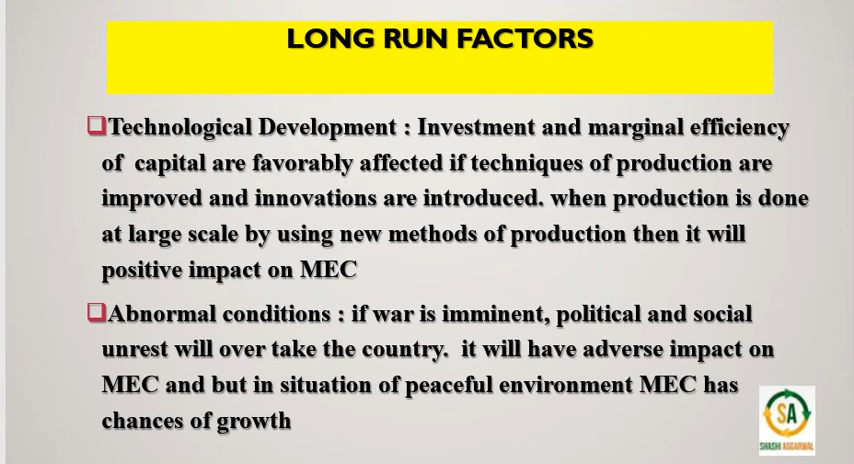 LONG RUN FACTORS
❑Technological Development : Investment and marginal efficiency
of capital are favorably affected if techniques of production are
improved and innovations are introduced. when production is done
at large scale by using new methods of production then it will
positive impact on MEC
❑Abnormal conditions : if war is imminent, political and social
unrest will over take the country. it will have adverse impact on
MEC and but in situation of peaceful environment MEC has
chances of growth
SA
SHASHI AGGARWAL